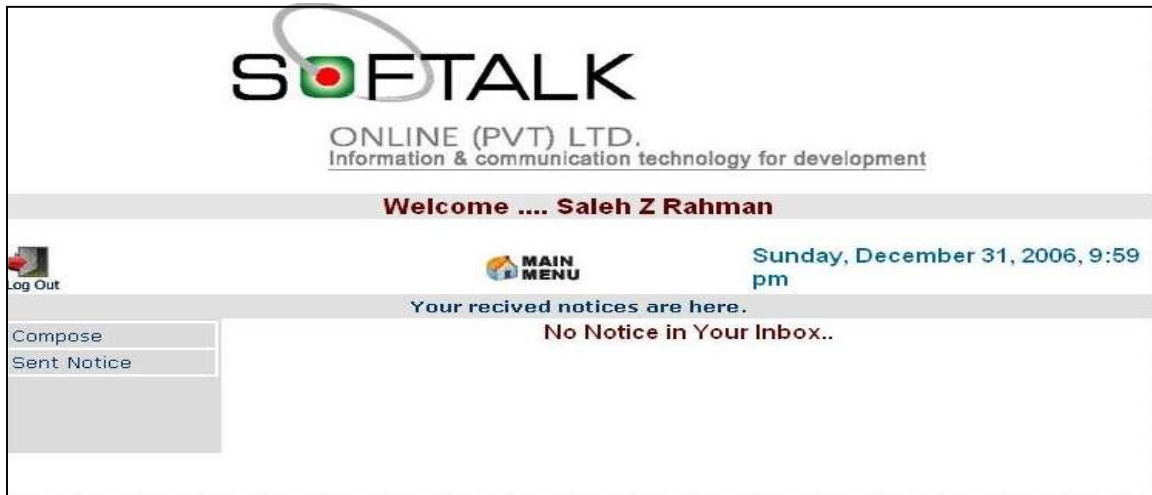 SOFTALK
ONLINE (PVT) LTD.
Information & communication technology for development
Welcome .... Saleh Z Rahman
Log Out
MAIN
MENU
Sunday, December 31, 2006, 9:59
pm
Your recived notices are here.
Compose
Sent Notice
No Notice in Your Inbox..